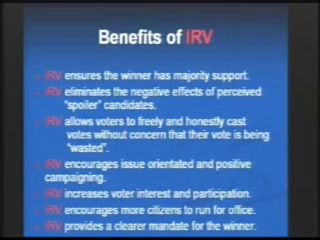 Benefits of IRV
IRV ensures the winner has majority support.
IRV eliminates the negative effects of perceived
"spoiler" candidates.
IRV allows voters to freely and honestly cast
votes without concern that their vote is being
"wasted".
IRV encourages issue orientated and positive
campaigning.
IRV increases voter interest and participation.
IRV encourages more citizens to run for office.
IRV provides a clearer mandate for the winner.